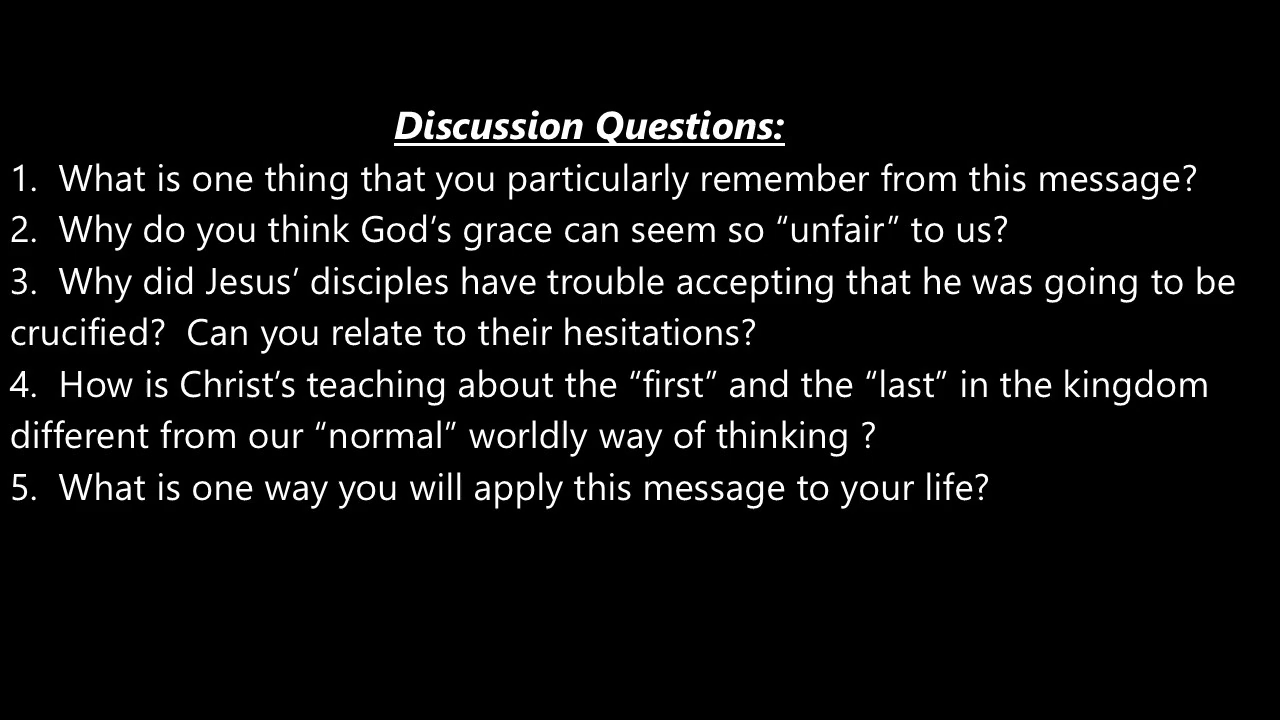 Discussion Questions:
1.  What is one thing that you particularly remember from this message?
2.  Why do you think God’s grace can seem so “unfair” to us?
3.  Why did Jesus’ disciples have trouble accepting that he was going to be
crucified?  Can you relate to their hesitations?
4.  How is Christ’s teaching about the “first” and the “last” in the kingdom
different from our “normal” worldly way of thinking ?
5.  What is one way you will apply this message to your life?